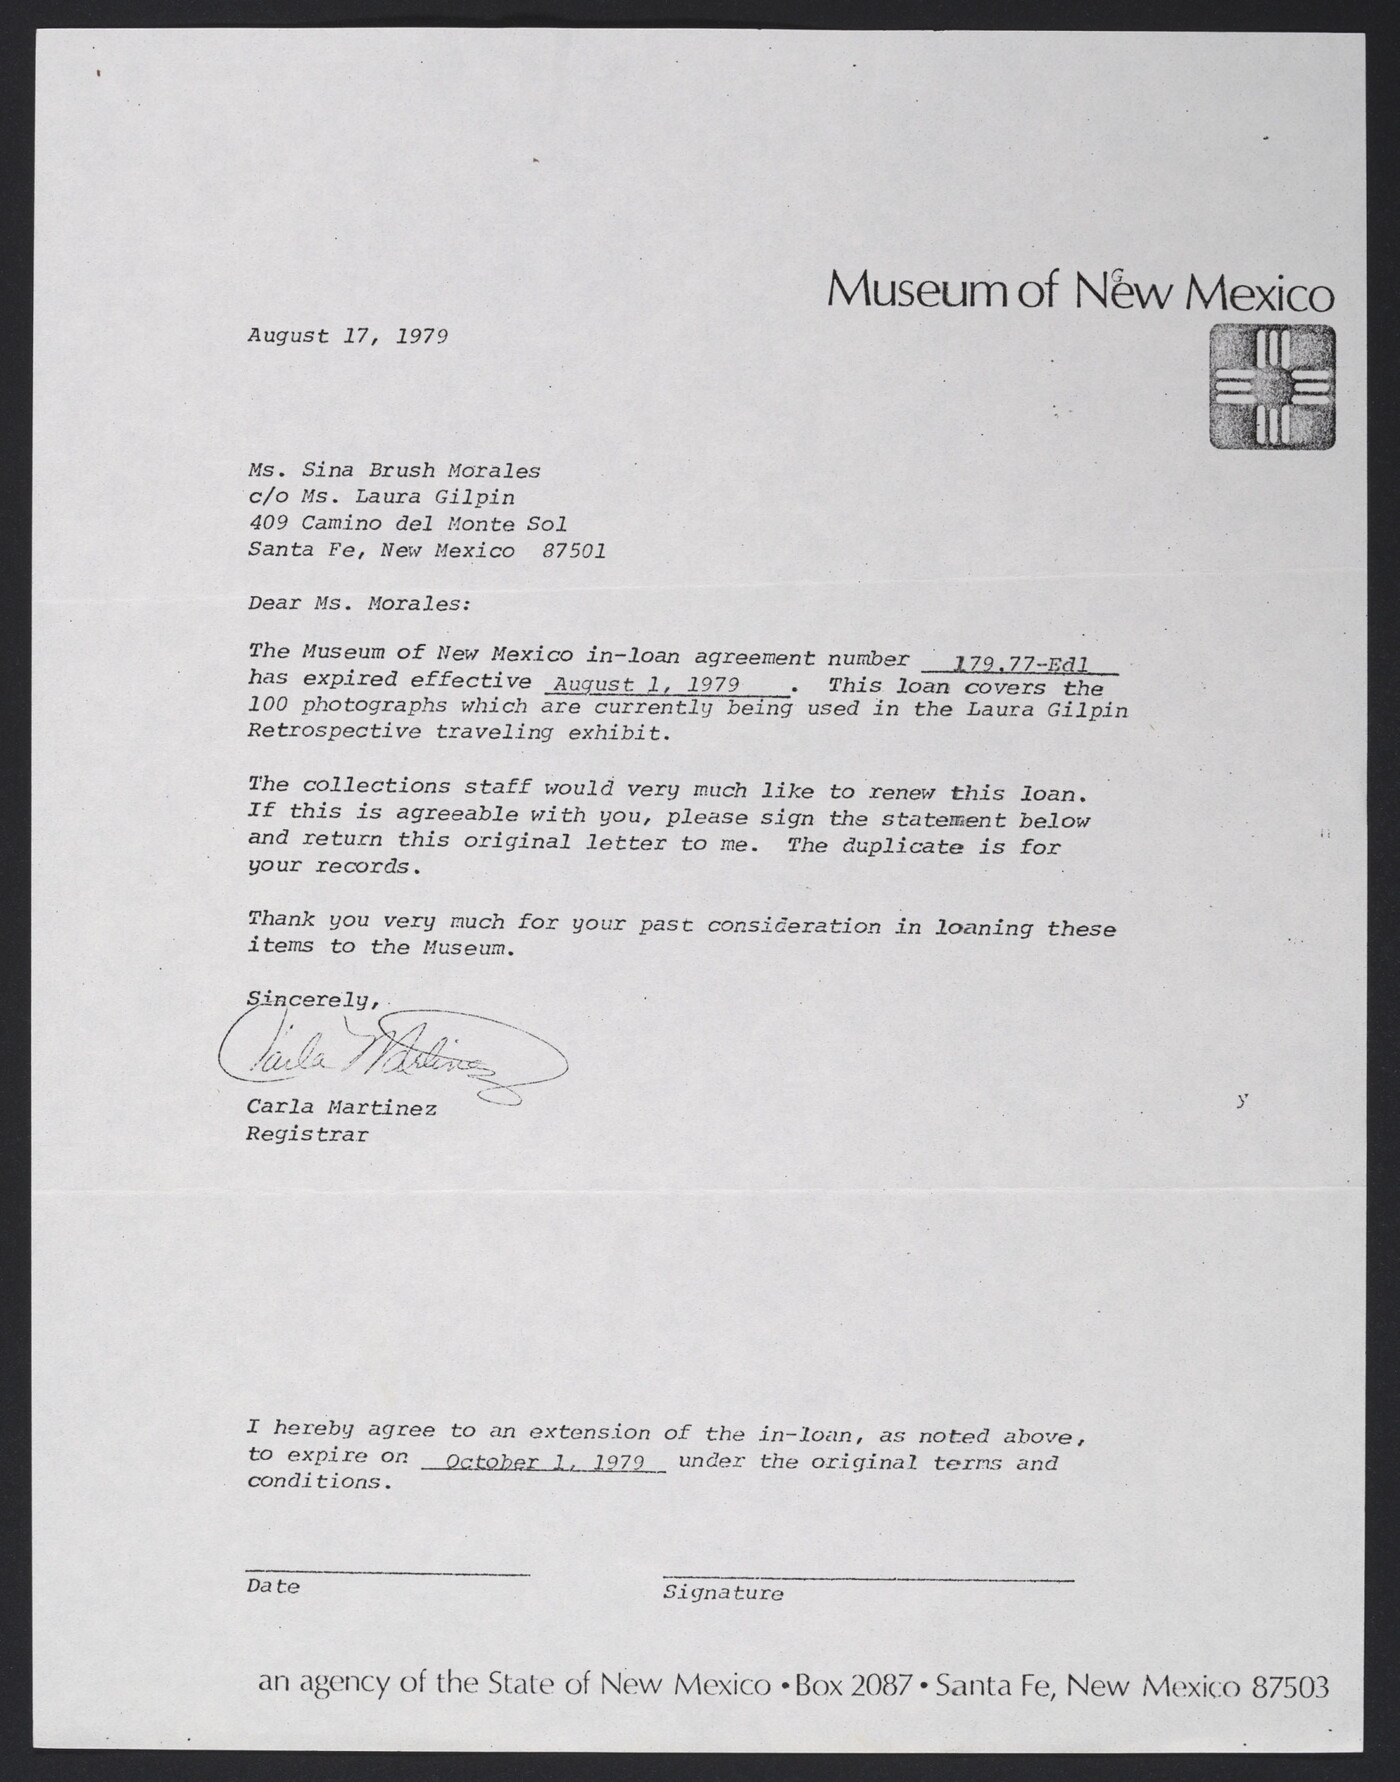 Museum of New Mexico
August 17, 1979
Ms. Sina Brush Morales
c/o Ms. Laura Gilpin
409 Camino del Monte Sol
Santa Fe, New Mexico 87501
Dear Ms. Morales:
The Museum of New Mexico in-loan agreement number 179.77-Ed1
has expired effective August 1, 1979. This loan covers the
100 photographs which are currently being used in the Laura Gilpin
Retrospective traveling exhibit.
The collections staff would very much like to renew this loan.
If this is agreeable with you, please sign the statement below
and return this original letter to me. The duplicate is for
your records.
Thank you very much for your past consideration in loaning these
items to the Museum.
Sincerely,
Carla Martinez
Carla Martinez
Registrar
I hereby agree to an extension of the in-loan, as noted above,
to expire on October 1, 1979 under the original terms and
conditions.
Date Signature
an agency of the State of New Mexico • Box 2087 • Santa Fe, New Mexico 87503